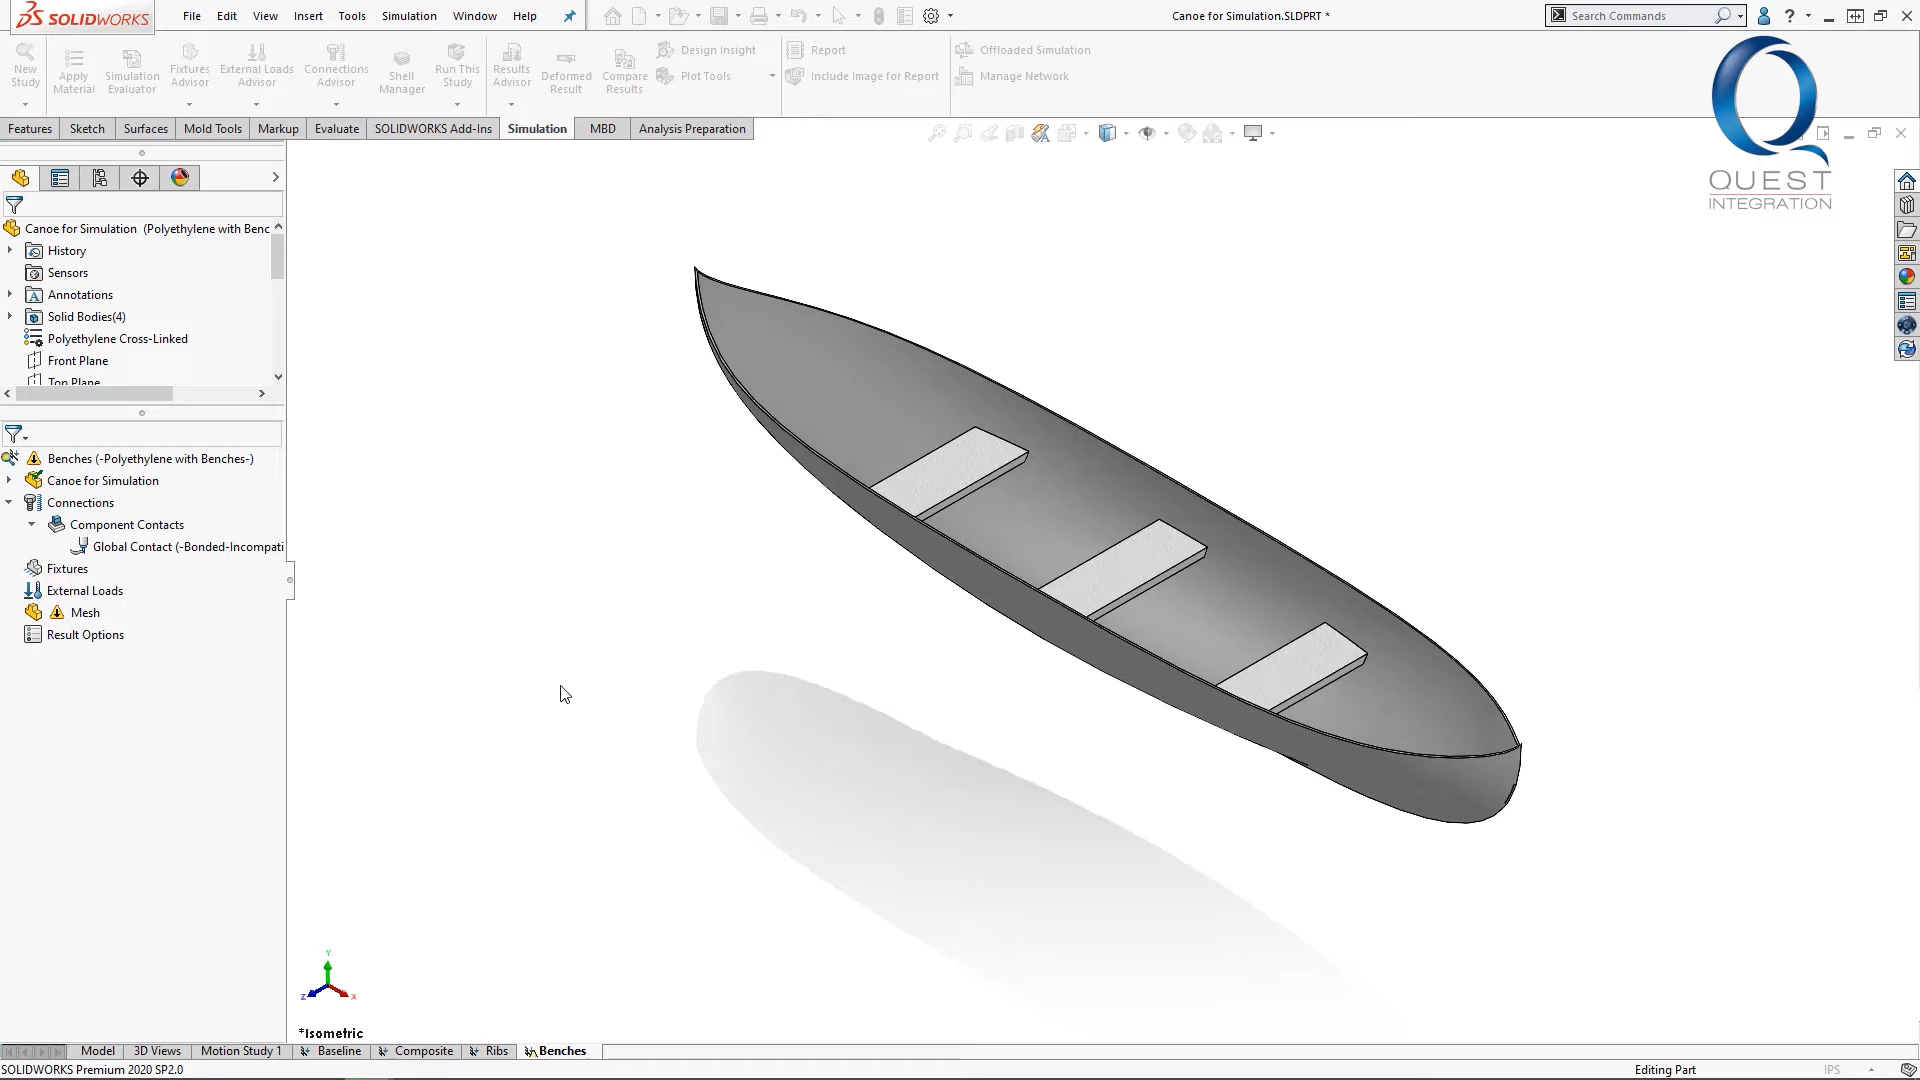 SOLIDWORKS
File Edit View Insert Tools Simulation Window Help
Canoe for Simulation.SLDPRT *
Search Commands
New Study
Apply Material
Simulation Evaluator
Fixtures Advisor
External Loads Advisor
Connections Advisor
Shell Manager
Run This Study
Results Advisor
Deformed Result
Compare Results
Design Insight
Plot Tools
Report
Include Image for Report
Offloaded Simulation
Manage Network
Features Sketch Surfaces Mold Tools Markup Evaluate SOLIDWORKS Add-Ins Simulation MBD Analysis Preparation
QUEST
INTEGRATION
Canoe for Simulation (Polyethylene with Benc
History
Sensors
Annotations
Solid Bodies(4)
Polyethylene Cross-Linked
Front Plane
Top Plane
Benches (-Polyethylene with Benches-)
Canoe for Simulation
Connections
Component Contacts
Global Contact (-Bonded-Incompati
Fixtures
External Loads
Mesh
Result Options
Y
Z X
*Isometric
Model 3D Views Motion Study 1 Baseline Composite Ribs Benches
SOLIDWORKS Premium 2020 SP2.0 Editing Part IPS